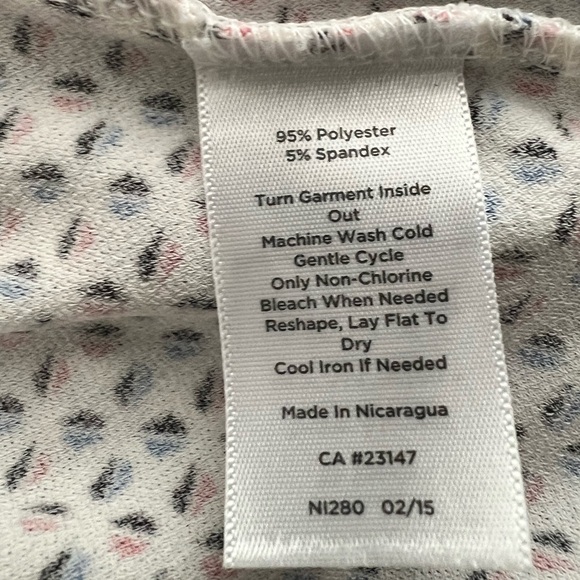 95% Polyester
5% Spandex
Turn Garment Inside
Out
Machine Wash Cold
Gentle Cycle
Only Non-Chlorine
Bleach When Needed
Reshape, Lay Flat To
Dry
Cool Iron If Needed
Made In Nicaragua
CA #23147
NI280 02/15